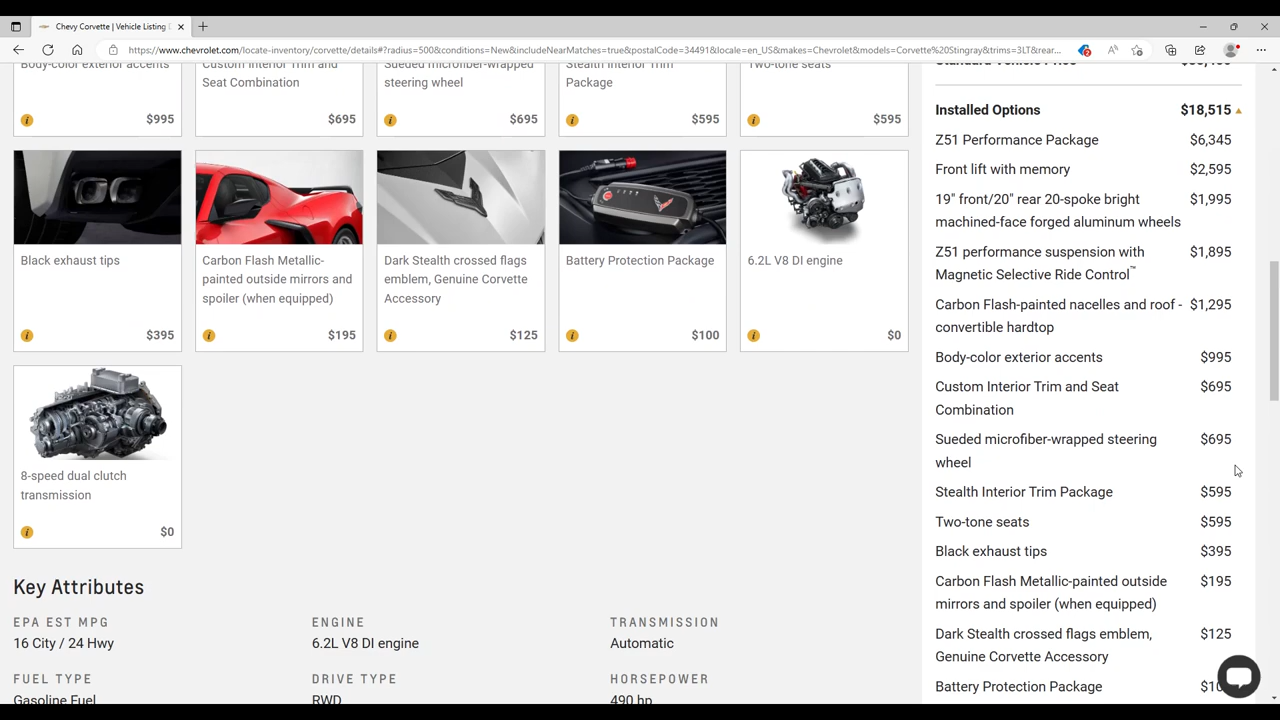 Chevy Corvette | Vehicle Listing
https://www.chevrolet.com/locate-inventory/corvette/details#?radius=500&conditions=New&includeNearMatches=true&postalCode=34491&locale=en_US&makes=Chevrolet&models=Corvette%20Stingray&trims=3LT&rear...
Body-color exterior accents
$995
Custom Interior Trim and
Seat Combination
$695
Sueded microfiber-wrapped
steering wheel
$695
Stealth Interior Trim
Package
$595
Two-tone seats
$595
Black exhaust tips
$395
Carbon Flash Metallic-
painted outside mirrors and
spoiler (when equipped)
$195
Dark Stealth crossed flags
emblem, Genuine Corvette
Accessory
$125
Battery Protection Package
$100
6.2L V8 DI engine
$0
8-speed dual clutch
transmission
$0
Key Attributes
EPA EST MPG
16 City / 24 Hwy
ENGINE
6.2L V8 DI engine
TRANSMISSION
Automatic
FUEL TYPE
Gasoline Fuel
DRIVE TYPE
RWD
HORSEPOWER
490 hp
Standard Vehicle Price
Installed Options $18,515
Z51 Performance Package $6,345
Front lift with memory $2,595
19" front/20" rear 20-spoke bright $1,995
machined-face forged aluminum wheels
Z51 performance suspension with $1,895
Magnetic Selective Ride Control™
Carbon Flash-painted nacelles and roof - $1,295
convertible hardtop
Body-color exterior accents $995
Custom Interior Trim and Seat $695
Combination
Sueded microfiber-wrapped steering $695
wheel
Stealth Interior Trim Package $595
Two-tone seats $595
Black exhaust tips $395
Carbon Flash Metallic-painted outside $195
mirrors and spoiler (when equipped)
Dark Stealth crossed flags emblem, $125
Genuine Corvette Accessory
Battery Protection Package